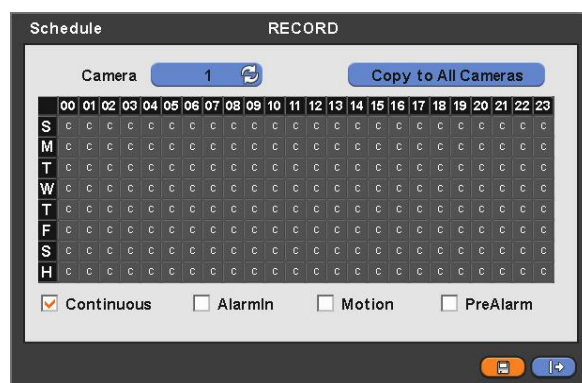 Schedule RECORD
Camera 1 Copy to All Cameras
00 01 02 03 04 05 06 07 08 09 10 11 12 13 14 15 16 17 18 19 20 21 22 23
S C C C C C C C C C C C C C C C C C C C C C C C C
M C C C C C C C C C C C C C C C C C C C C C C C C
T C C C C C C C C C C C C C C C C C C C C C C C C
W C C C C C C C C C C C C C C C C C C C C C C C C
T C C C C C C C C C C C C C C C C C C C C C C C C
F C C C C C C C C C C C C C C C C C C C C C C C C
S C C C C C C C C C C C C C C C C C C C C C C C C
H C C C C C C C C C C C C C C C C C C C C C C C C
Continuous AlarmIn Motion PreAlarm